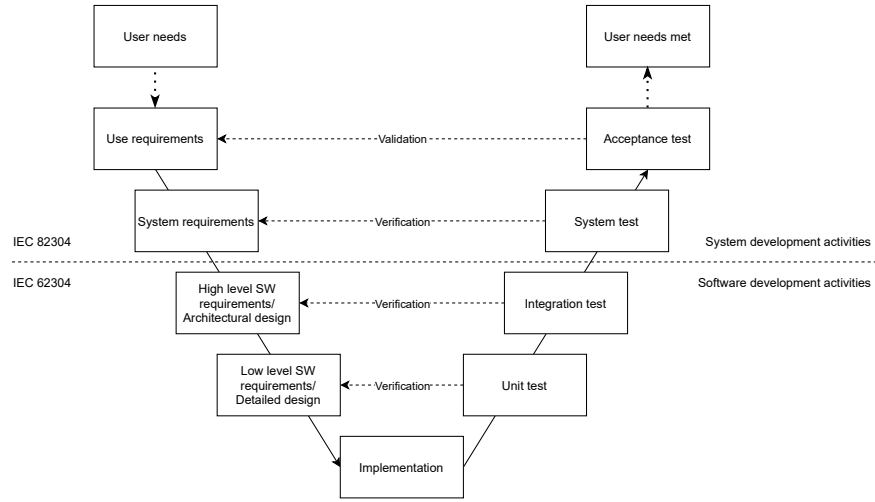 User needs
User needs met
Use requirements
Validation
Acceptance test
System requirements
Verification
System test
IEC 82304
System development activities
IEC 62304
Software development activities
High level SW
requirements/
Architectural design
Verification
Integration test
Low level SW
requirements/
Detailed design
Verification
Unit test
Implementation